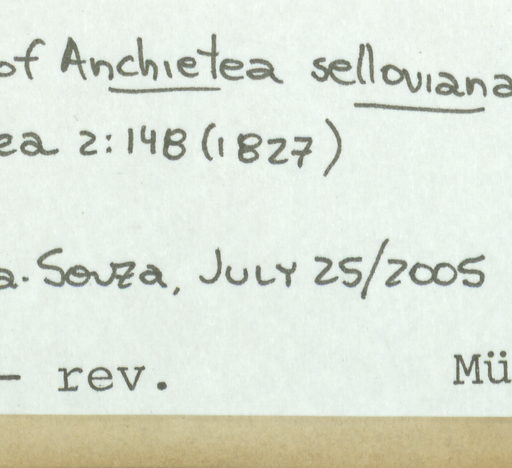 of Anchietea selloviana
ea 2:148 (1827)
a. Souza, July 25/2005
– rev. Mü